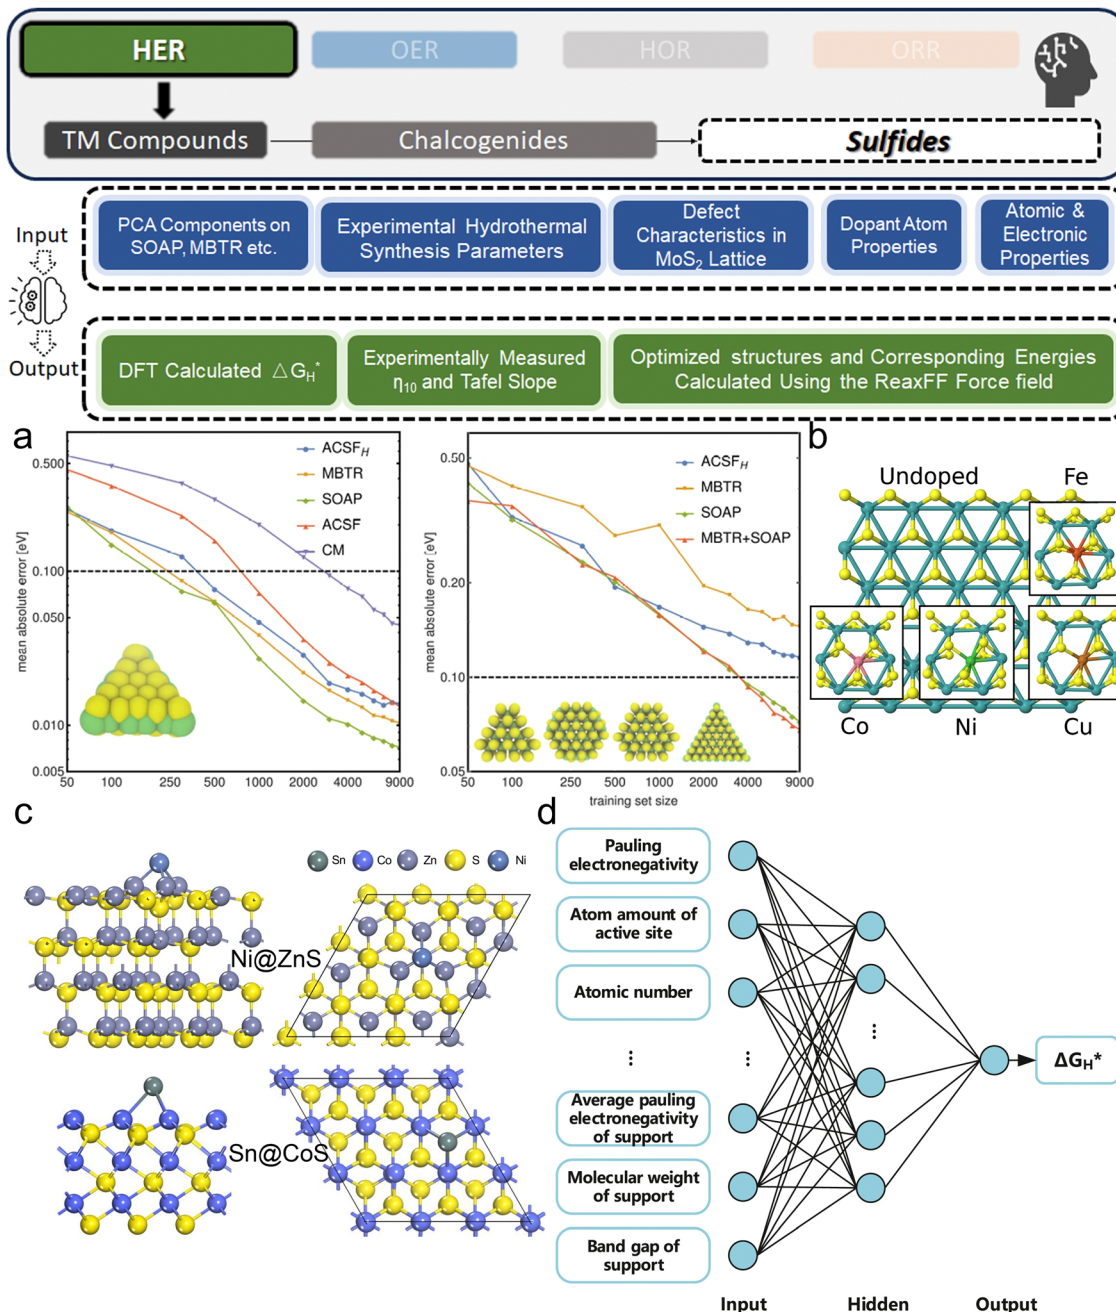 HER
OER
HOR
ORR
TM Compounds
Chalcogenides
Sulfides
Input
Output
PCA Components on
SOAP, MBTR etc.
Experimental Hydrothermal
Synthesis Parameters
Defect
Characteristics in
MoS₂ Lattice
Dopant Atom
Properties
Atomic &
Electronic
Properties
DFT Calculated △G_H*
Experimentally Measured
η₁₀ and Tafel Slope
Optimized structures and Corresponding Energies
Calculated Using the ReaxFF Force field
a
mean absolute error [eV]
0.500
0.100
0.050
0.010
0.005
50 100 250 500 1000 2000 4000 9000
ACSF_H
MBTR
SOAP
ACSF
CM
mean absolute error [eV]
0.50
0.20
0.10
0.05
50 100 250 500 1000 2000 4000 9000
training set size
ACSF_H
MBTR
SOAP
MBTR+SOAP
b
Undoped
Fe
Co
Ni
Cu
c
Sn Co Zn S Ni
Ni@ZnS
Sn@CoS
d
Pauling
electronegativity
Atom amount of
active site
Atomic number
...
Average pauling
electronegativity
of support
Molecular weight
of support
Band gap of
support
ΔG_H*
Input
Hidden
Output